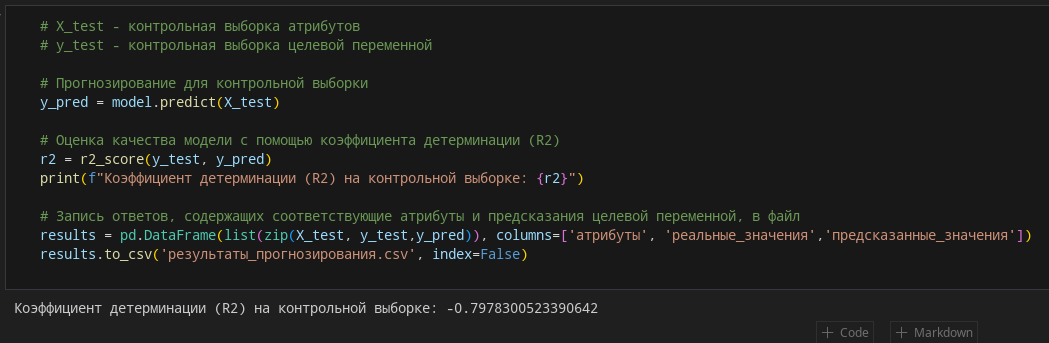 # X_test - контрольная выборка атрибутов
# y_test - контрольная выборка целевой переменной
# Прогнозирование для контрольной выборки
y_pred = model.predict(X_test)
# Оценка качества модели с помощью коэффициента детерминации (R2)
r2 = r2_score(y_test, y_pred)
print(f"Коэффициент детерминации (R2) на контрольной выборке: {r2}")
# Запись ответов, содержащих соответствующие атрибуты и предсказания целевой переменной, в файл
results = pd.DataFrame(list(zip(X_test, y_test,y_pred)), columns=['атрибуты', 'реальные_значения','предсказанные_значения'])
results.to_csv('результаты_прогнозирования.csv', index=False)
Коэффициент детерминации (R2) на контрольной выборке: -0.7978300523390642
+ Code + Markdown